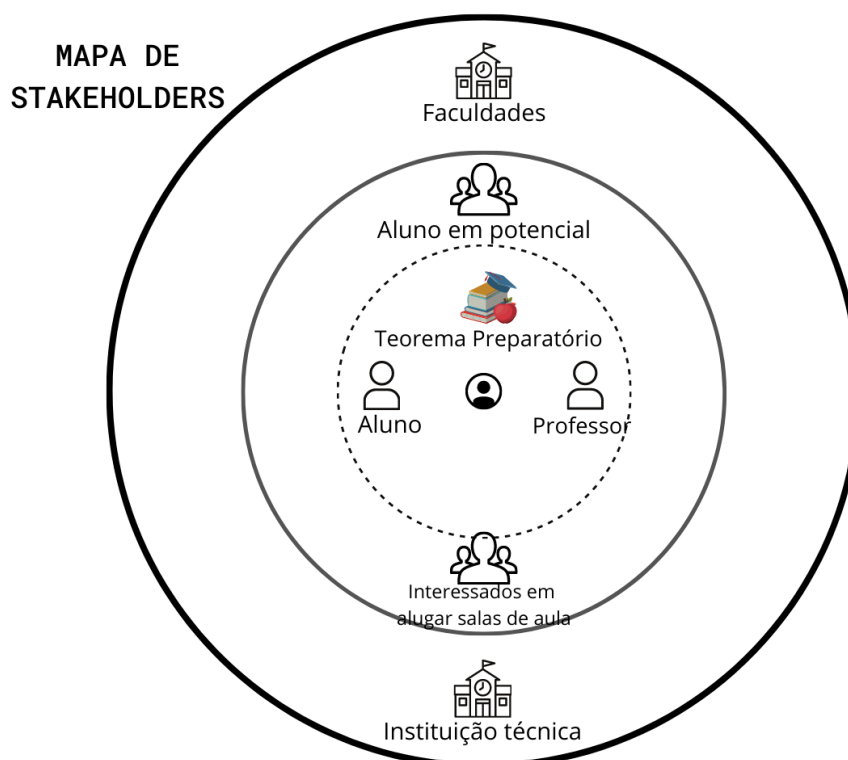 MAPA DE
STAKEHOLDERS
Faculdades
Aluno em potencial
Teorema Preparatório
Aluno
Professor
Interessados em
alugar salas de aula
Instituição técnica